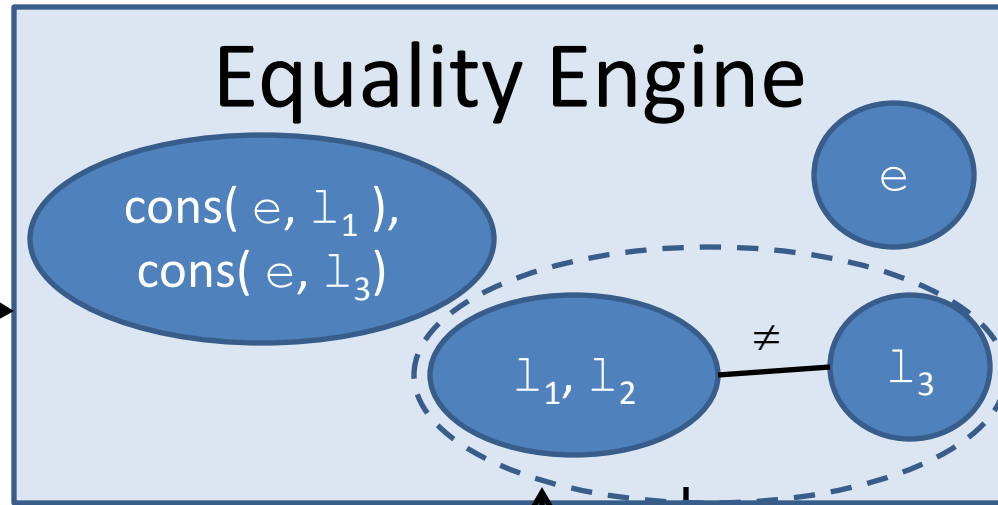 Equality Engine
e
cons( e, l₁ ),
cons( e, l₃)
≠
l₁, l₂
l₃